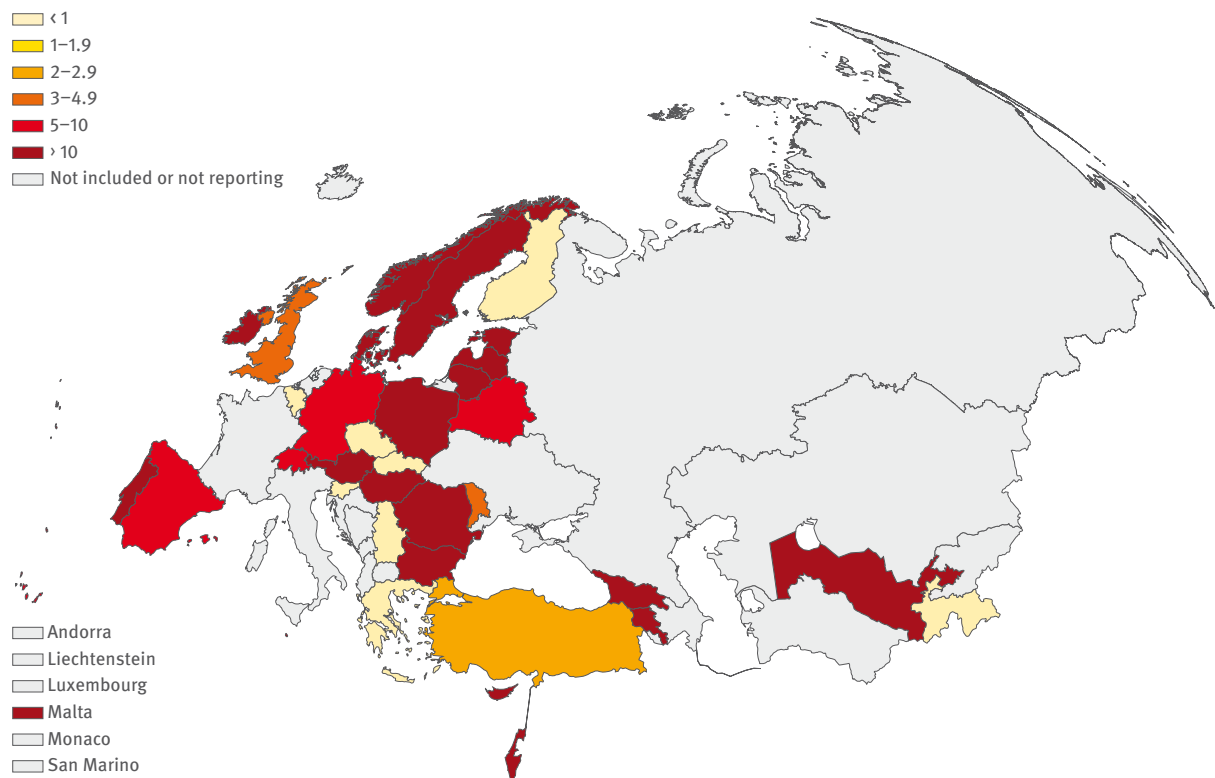 ‹ 1
1–1.9
2–2.9
3–4.9
5–10
› 10
Not included or not reporting
Andorra
Liechtenstein
Luxembourg
Malta
Monaco
San Marino